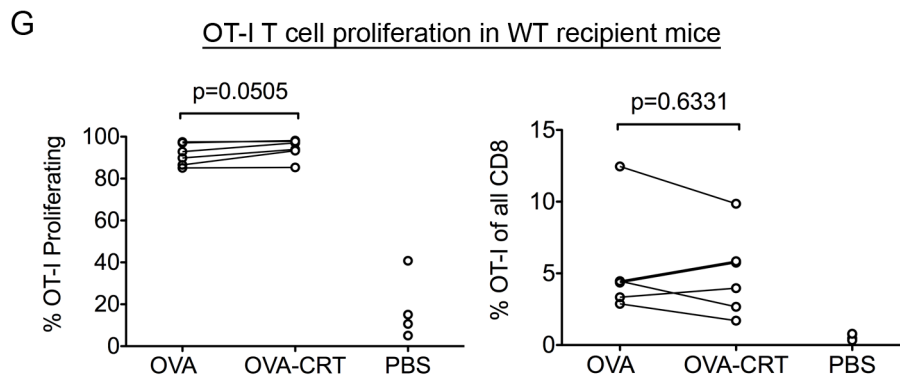 G
OT-I T cell proliferation in WT recipient mice
p=0.0505
% OT-I Proliferating
100
80
60
40
20
0
OVA
OVA-CRT
PBS
p=0.6331
% OT-I of all CD8
15
10
5
0
OVA
OVA-CRT
PBS